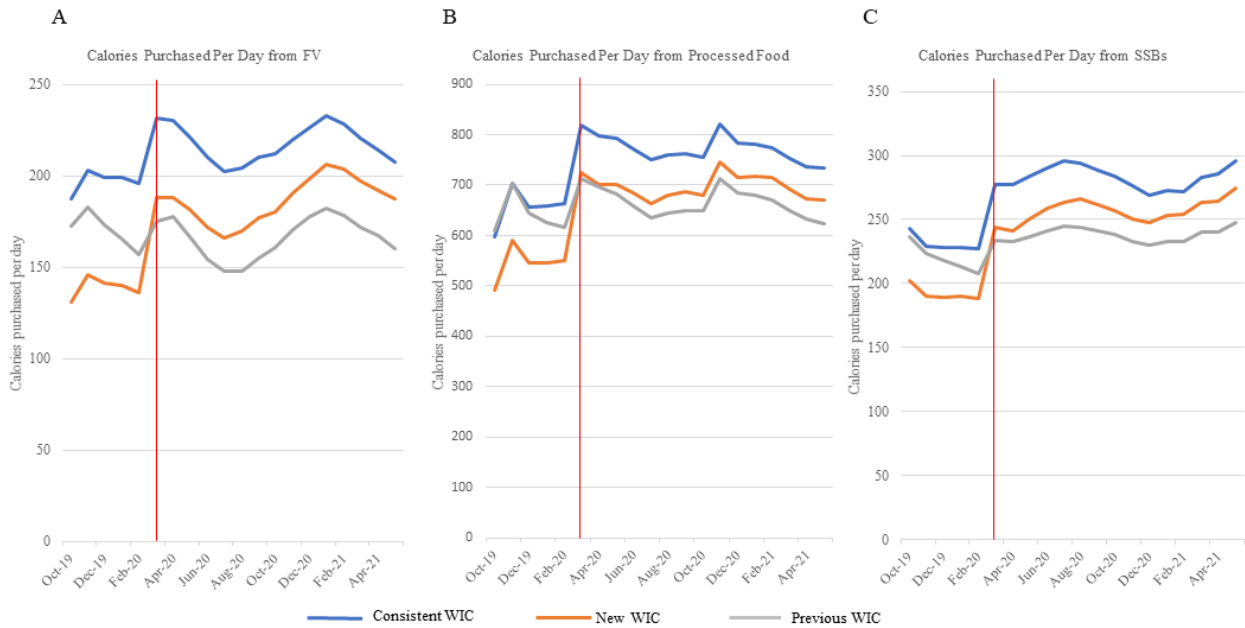 A
Calories Purchased Per Day from FV
Calories purchased per day
250
200
150
100
50
0
Oct-19
Dec-19
Feb-20
Apr-20
Jun-20
Aug-20
Oct-20
Dec-20
Feb-21
Apr-21
B
Calories Purchased Per Day from Processed Food
Calories purchased per day
900
800
700
600
500
400
300
200
100
0
Oct-19
Dec-19
Feb-20
Apr-20
Jun-20
Aug-20
Oct-20
Dec-20
Feb-21
Apr-21
C
Calories Purchased Per Day from SSBs
Calories purchased per day
350
300
250
200
150
100
50
0
Oct-19
Dec-19
Feb-20
Apr-20
Jun-20
Aug-20
Oct-20
Dec-20
Feb-21
Apr-21
Consistent WIC
New WIC
Previous WIC